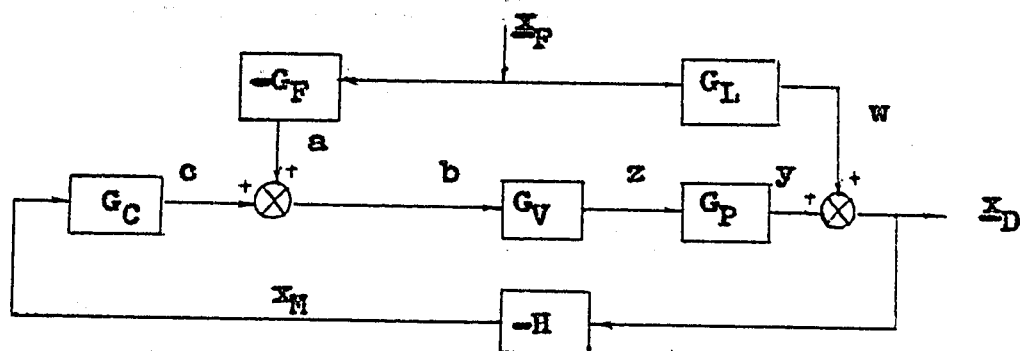 x_F
-G_F
G_L
w
a
+
+
c
+
b
z
y
+
+
G_C
G_V
G_P
x_D
x_M
-H